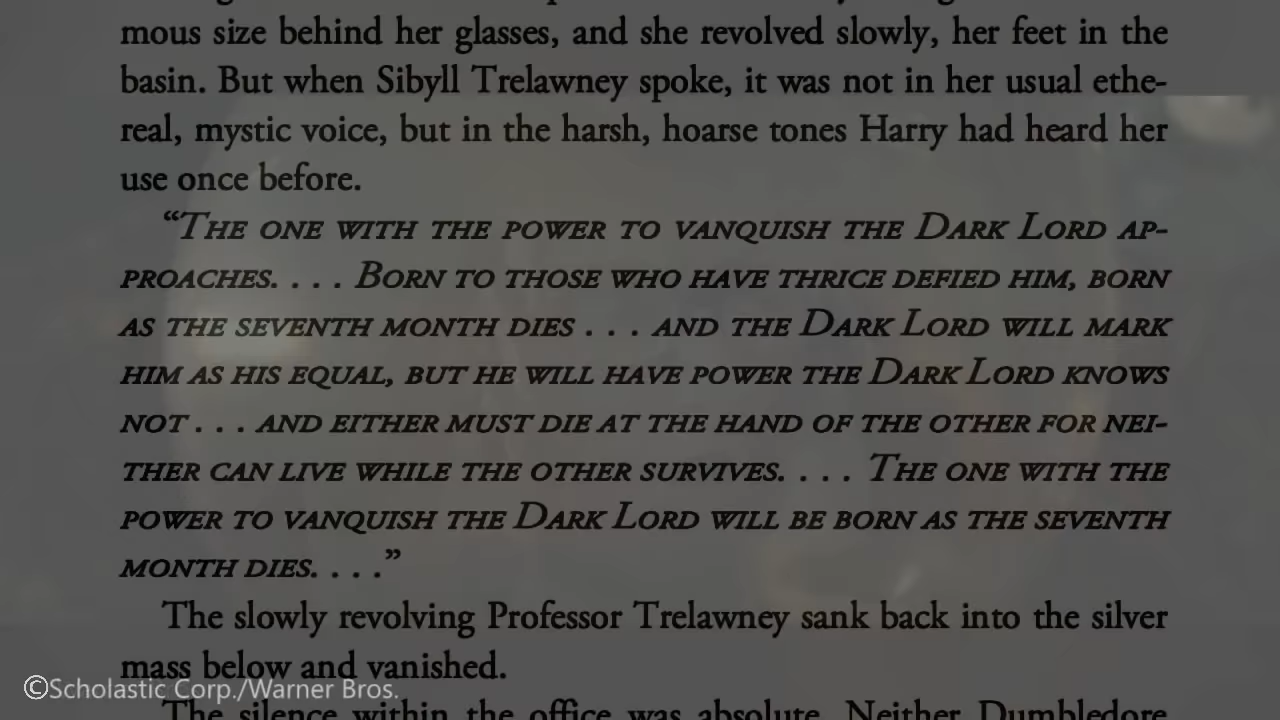 mous size behind her glasses, and she revolved slowly, her feet in the
basin. But when Sibyll Trelawney spoke, it was not in her usual ethe-
real, mystic voice, but in the harsh, hoarse tones Harry had heard her
use once before.
“THE ONE WITH THE POWER TO VANQUISH THE DARK LORD AP-
PROACHES. . . . BORN TO THOSE WHO HAVE THRICE DEFIED HIM, BORN
AS THE SEVENTH MONTH DIES . . . AND THE DARK LORD WILL MARK
HIM AS HIS EQUAL, BUT HE WILL HAVE POWER THE DARK LORD KNOWS
NOT . . . AND EITHER MUST DIE AT THE HAND OF THE OTHER FOR NEI-
THER CAN LIVE WHILE THE OTHER SURVIVES. . . . THE ONE WITH THE
POWER TO VANQUISH THE DARK LORD WILL BE BORN AS THE SEVENTH
MONTH DIES. . . .”
The slowly revolving Professor Trelawney sank back into the silver
mass below and vanished.
©Scholastic Corp./Warner Bros.
The silence within the office was absolute. Neither Dumbledore